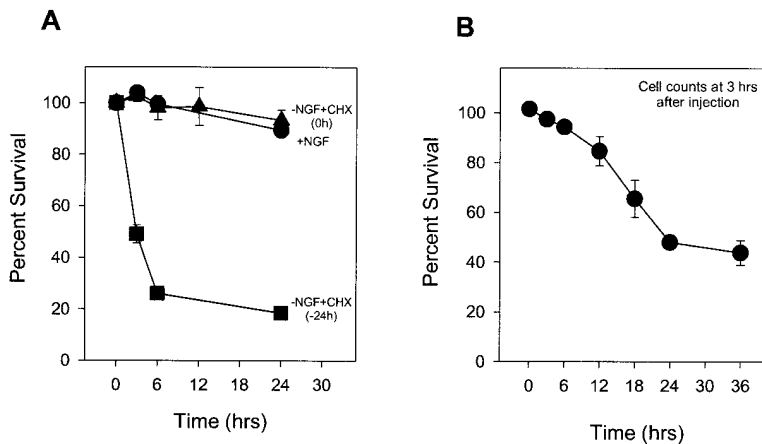 A
Percent Survival
100
80
60
40
20
0
-NGF+CHX
(0h)
+NGF
-NGF+CHX
(-24h)
0 6 12 18 24 30
Time (hrs)
B
Percent Survival
100
80
60
40
20
0
Cell counts at 3 hrs
after injection
0 6 12 18 24 30 36
Time (hrs)